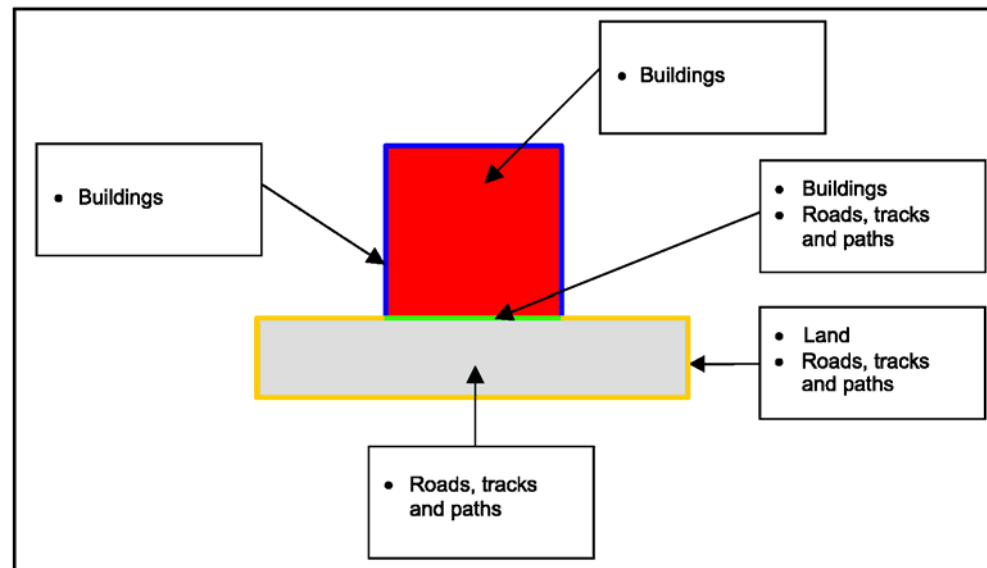 • Buildings
• Buildings
• Buildings
• Roads, tracks
and paths
• Land
• Roads, tracks
and paths
• Roads, tracks
and paths